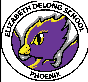 ELIZABETH DELONG SCHOOL
PHOENIX